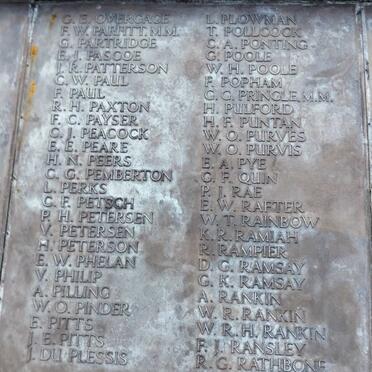 G. E. OVERGAGE
F. W. PARFITT, M.M.
G. PARTRIDGE
E. J. PASCOE
J. R. PATTERSON
G. W. PAUL
F. PAUL
R. H. PAXTON
F. C. PAYSER
C. J. PEACOCK
E. E. PEARE
H. N. PEERS
C. G. PEMBERTON
L. PERKS
C. F. PETSCH
P. H. PETERSEN
V. PETERSEN
H. PETERSON
E. W. PHELAN
V. PHILIP
A. PILLING
W. O. PINDER
E. PITTS
J. E. PITTS
J. DU PLESSIS
L. PLOWMAN
T. POLLCOCK
C. A. PONTING
G. POOLE
W. H. POOLE
F. POPHAM
G. G. PRINGLE, M.M.
H. PULFORD
H. F. PUNTAN
W. O. PURVES
W. O. PURVIS
E. A. PYE
G. F. QUIN
P. J. RAE
E. W. RAFTER
W. T. RAINBOW
K. R. RAMIAH
R. RAMPIER
D. G. RAMSAY
G. K. RAMSAY
A. RANKIN
W. R. RANKIN
W. R. H. RANKIN
F. J. RANSLEY
R. G. RATHBONE